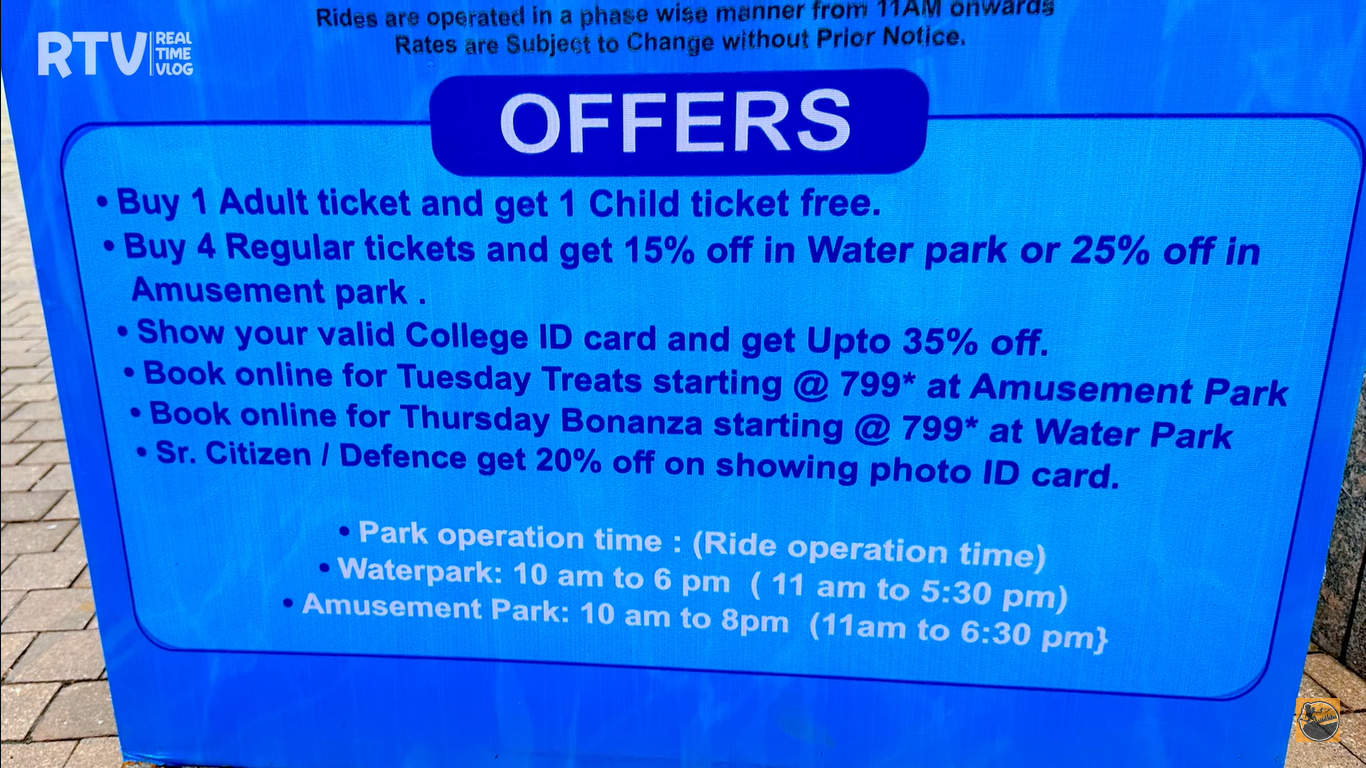 Rides are operated in a phase wise manner from 11AM onwards
Rates are Subject to Change without Prior Notice.
RTV REAL TIME VLOG
OFFERS
• Buy 1 Adult ticket and get 1 Child ticket free.
• Buy 4 Regular tickets and get 15% off in Water park or 25% off in
Amusement park .
• Show your valid College ID card and get Upto 35% off.
• Book online for Tuesday Treats starting @ 799* at Amusement Park
• Book online for Thursday Bonanza starting @ 799* at Water Park
• Sr. Citizen / Defence get 20% off on showing photo ID card.
• Park operation time : (Ride operation time)
• Waterpark: 10 am to 6 pm ( 11 am to 5:30 pm)
• Amusement Park: 10 am to 8pm (11am to 6:30 pm}